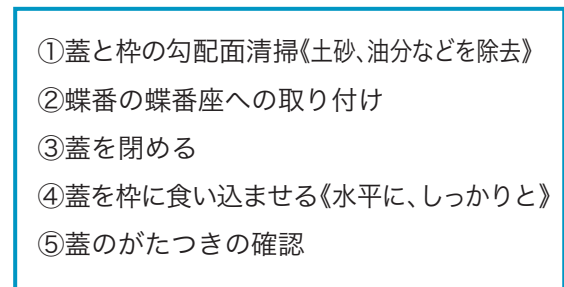 ①蓋と枠の勾配面清掃《土砂、油分などを除去》
②蝶番の蝶番座への取り付け
③蓋を閉める
④蓋を枠に食い込ませる《水平に、しっかりと》
⑤蓋のがたつきの確認